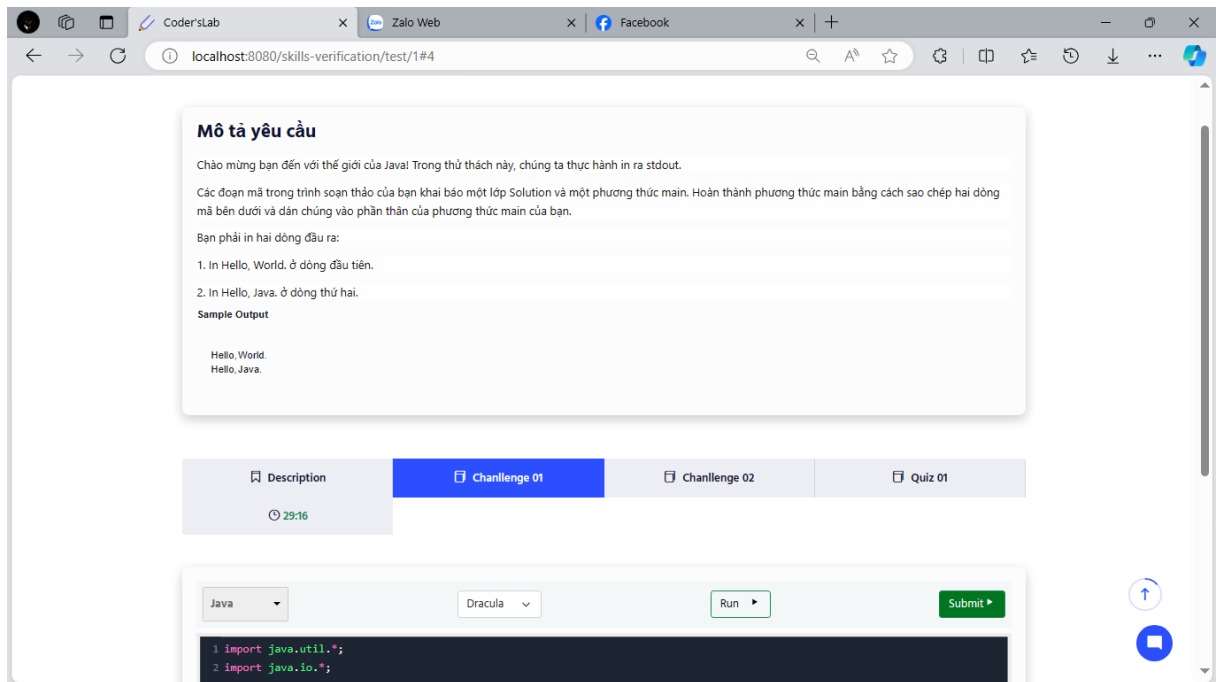 Coder'sLab
Zalo Web
Facebook
localhost:8080/skills-verification/test/1#4
Mô tả yêu cầu
Chào mừng bạn đến với thế giới của Java! Trong thử thách này, chúng ta thực hành in ra stdout.
Các đoạn mã trong trình soạn thảo của bạn khai báo một lớp Solution và một phương thức main. Hoàn thành phương thức main bằng cách sao chép hai dòng
mã bên dưới và dán chúng vào phần thân của phương thức main của bạn.
Bạn phải in hai dòng đầu ra:
1. In Hello, World. ở dòng đầu tiên.
2. In Hello, Java. ở dòng thứ hai.
Sample Output
Hello, World.
Hello, Java.
Description
Chanllenge 01
Chanllenge 02
Quiz 01
29:16
Java
Dracula
Run
Submit
1 import java.util.*;
2 import java.io.*;